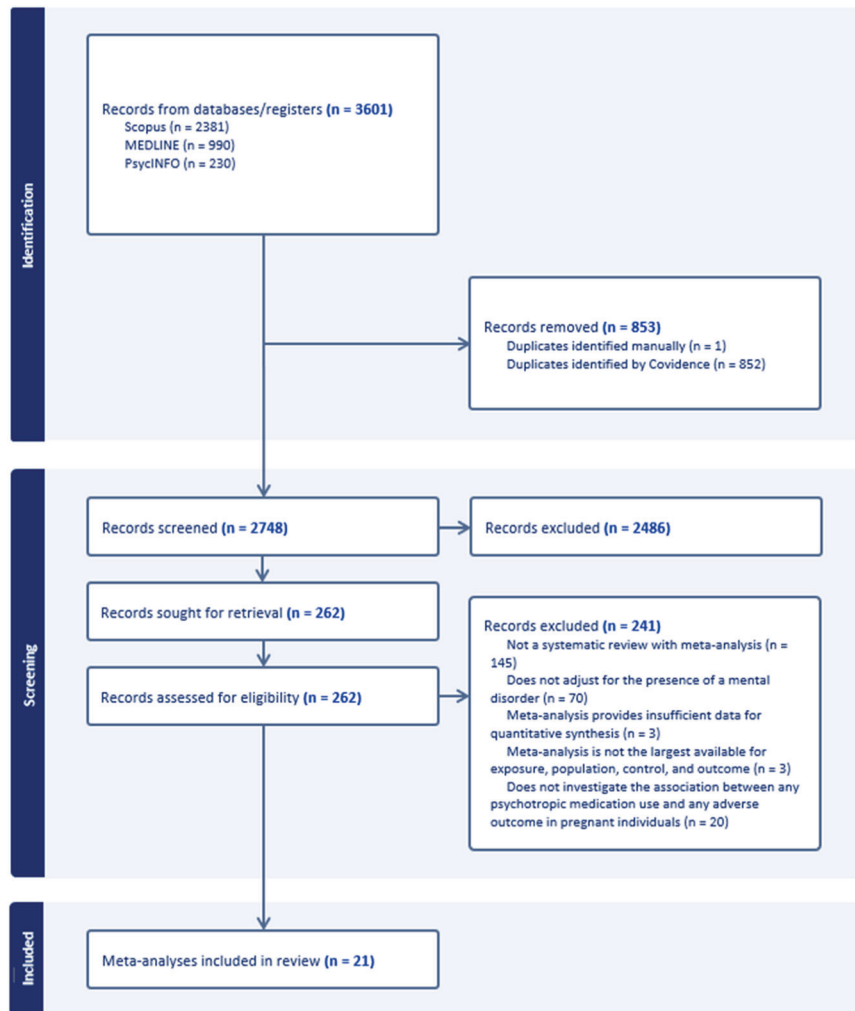 Identification
Records from databases/registers (n = 3601)
Scopus (n = 2381)
MEDLINE (n = 990)
PsycINFO (n = 230)
Records removed (n = 853)
Duplicates identified manually (n = 1)
Duplicates identified by Covidence (n = 852)
Screening
Records screened (n = 2748)
Records excluded (n = 2486)
Records sought for retrieval (n = 262)
Records assessed for eligibility (n = 262)
Records excluded (n = 241)
Not a systematic review with meta-analysis (n =
145)
Does not adjust for the presence of a mental
disorder (n = 70)
Meta-analysis provides insufficient data for
quantitative synthesis (n = 3)
Meta-analysis is not the largest available for
exposure, population, control, and outcome (n = 3)
Does not investigate the association between any
psychotropic medication use and any adverse
outcome in pregnant individuals (n = 20)
Included
Meta-analyses included in review (n = 21)